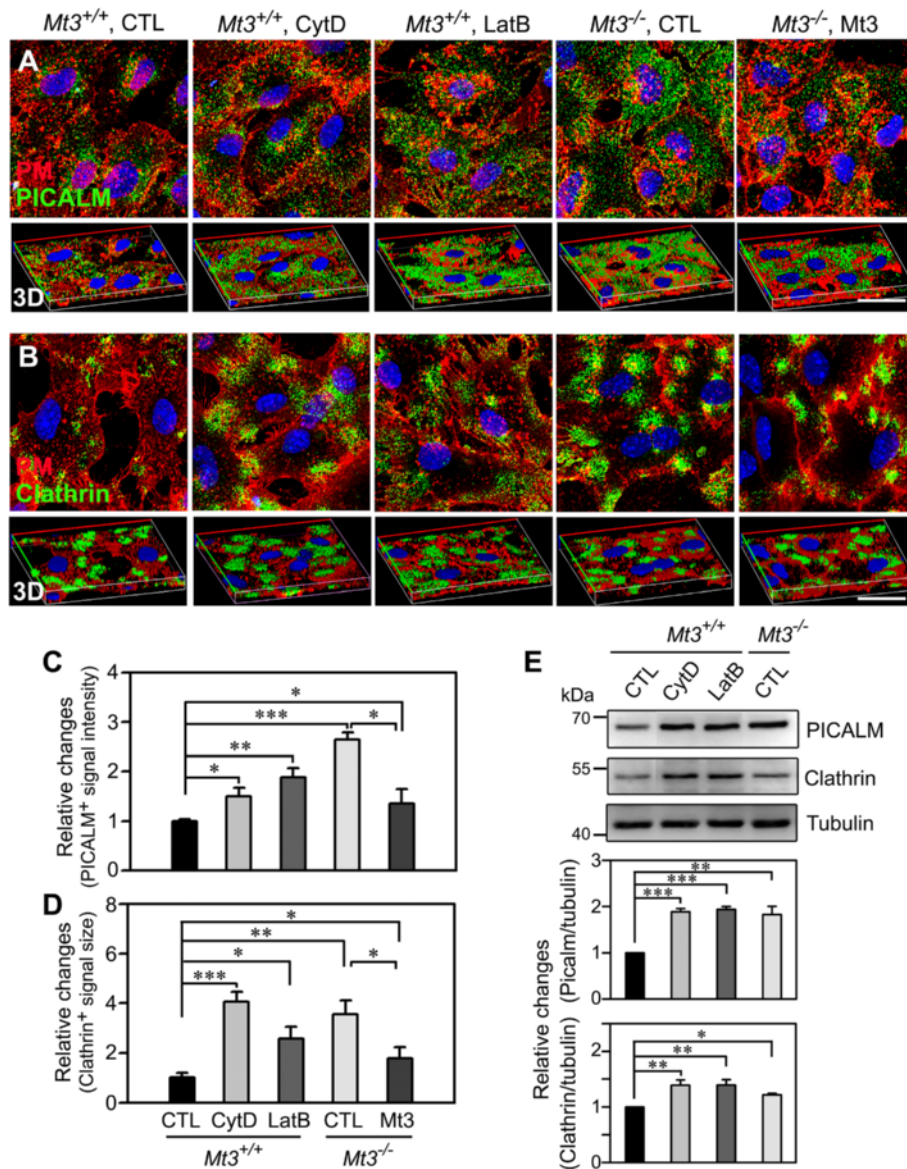 Mt3+/+, CTL Mt3+/+, CytD Mt3+/+, LatB Mt3-/-, CTL Mt3-/-, Mt3
A
PM
PICALM
3D
B
PM
Clathrin
3D
C
Relative changes
(PICALM+ signal intensity)
4
3
2
1
0
* *** * ** *
D
Relative changes
(Clathrin+ signal size)
8
6
4
2
0
* ** * * ***
CTL CytD LatB CTL Mt3
Mt3+/+ Mt3-/-
E
Mt3+/+ Mt3-/-
CTL CytD LatB CTL
kDa
70 PICALM
55 Clathrin
40 Tubulin
Relative changes
(Picalm/tubulin)
3
2
1
0
** *** ***
(Clathrin/tubulin)
2
1
0
* ** **